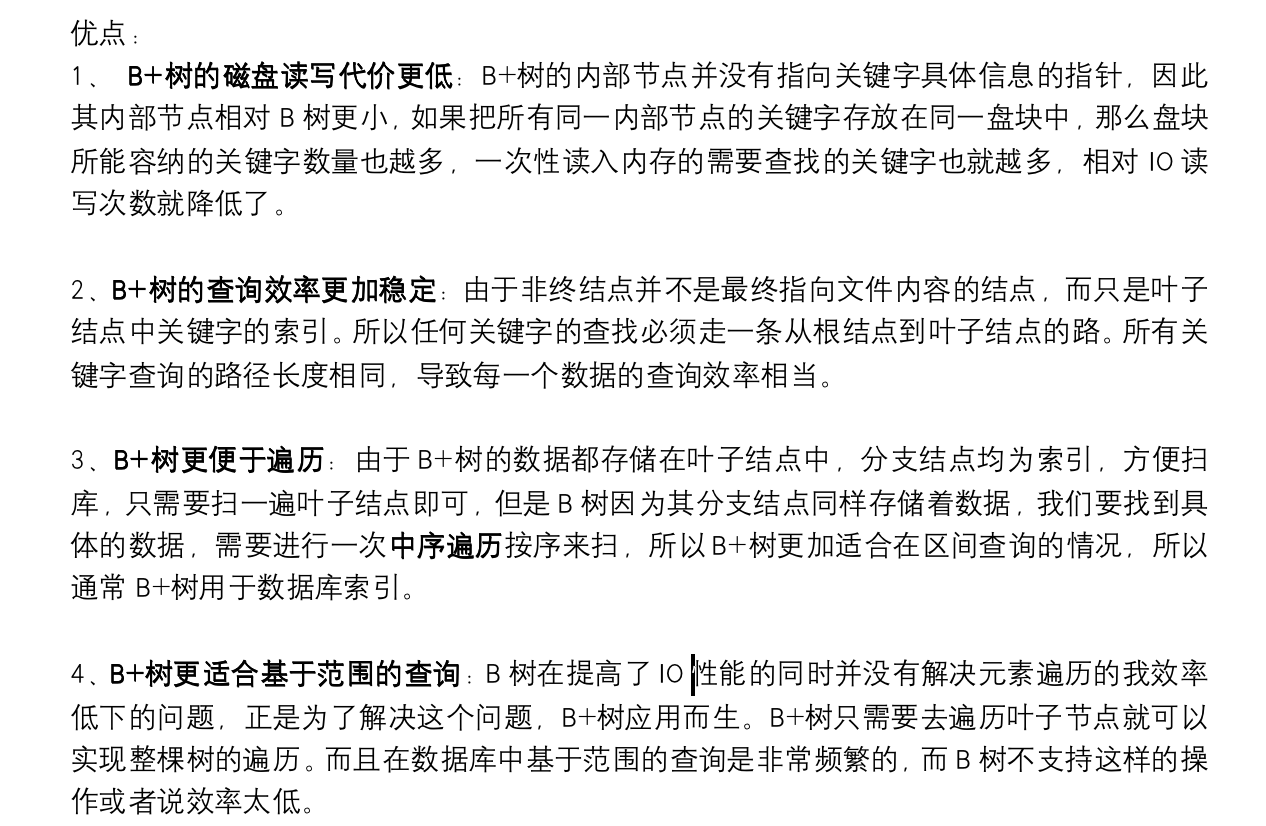 优点：
1、 B+树的磁盘读写代价更低：B+树的内部节点并没有指向关键字具体信息的指针，因此
其内部节点相对 B 树更小，如果把所有同一内部节点的关键字存放在同一盘块中，那么盘块
所能容纳的关键字数量也越多，一次性读入内存的需要查找的关键字也就越多，相对 IO 读
写次数就降低了。
2、B+树的查询效率更加稳定：由于非终结点并不是最终指向文件内容的结点，而只是叶子
结点中关键字的索引。所以任何关键字的查找必须走一条从根结点到叶子结点的路。所有关
键字查询的路径长度相同，导致每一个数据的查询效率相当。
3、B+树更便于遍历：由于 B+树的数据都存储在叶子结点中，分支结点均为索引，方便扫
库，只需要扫一遍叶子结点即可，但是 B 树因为其分支结点同样存储着数据，我们要找到具
体的数据，需要进行一次中序遍历按序来扫，所以 B+树更加适合在区间查询的情况，所以
通常 B+树用于数据库索引。
4、B+树更适合基于范围的查询：B 树在提高了 IO 性能的同时并没有解决元素遍历的我效率
低下的问题，正是为了解决这个问题，B+树应用而生。B+树只需要去遍历叶子节点就可以
实现整棵树的遍历。而且在数据库中基于范围的查询是非常频繁的，而 B 树不支持这样的操
作或者说效率太低。